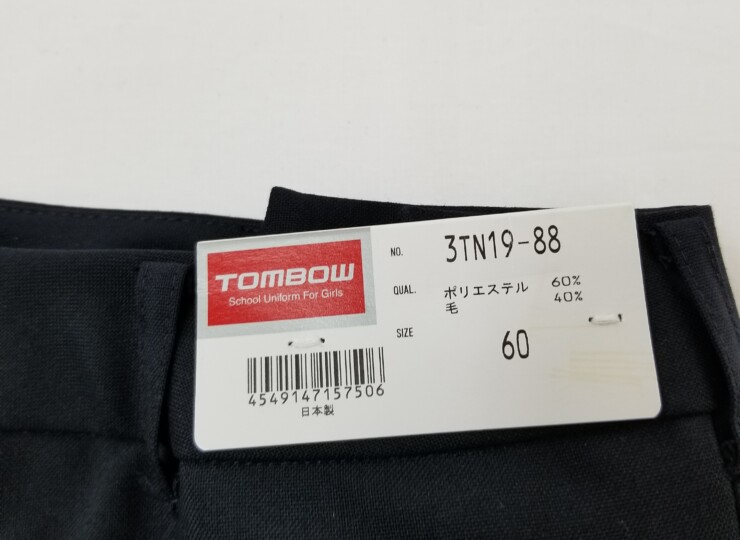 TOMBOW
School Uniform For Girls
NO. 3TN19-88
QUAL. ポリエステル 60%
毛 40%
SIZE 60
4549147157506
日本製